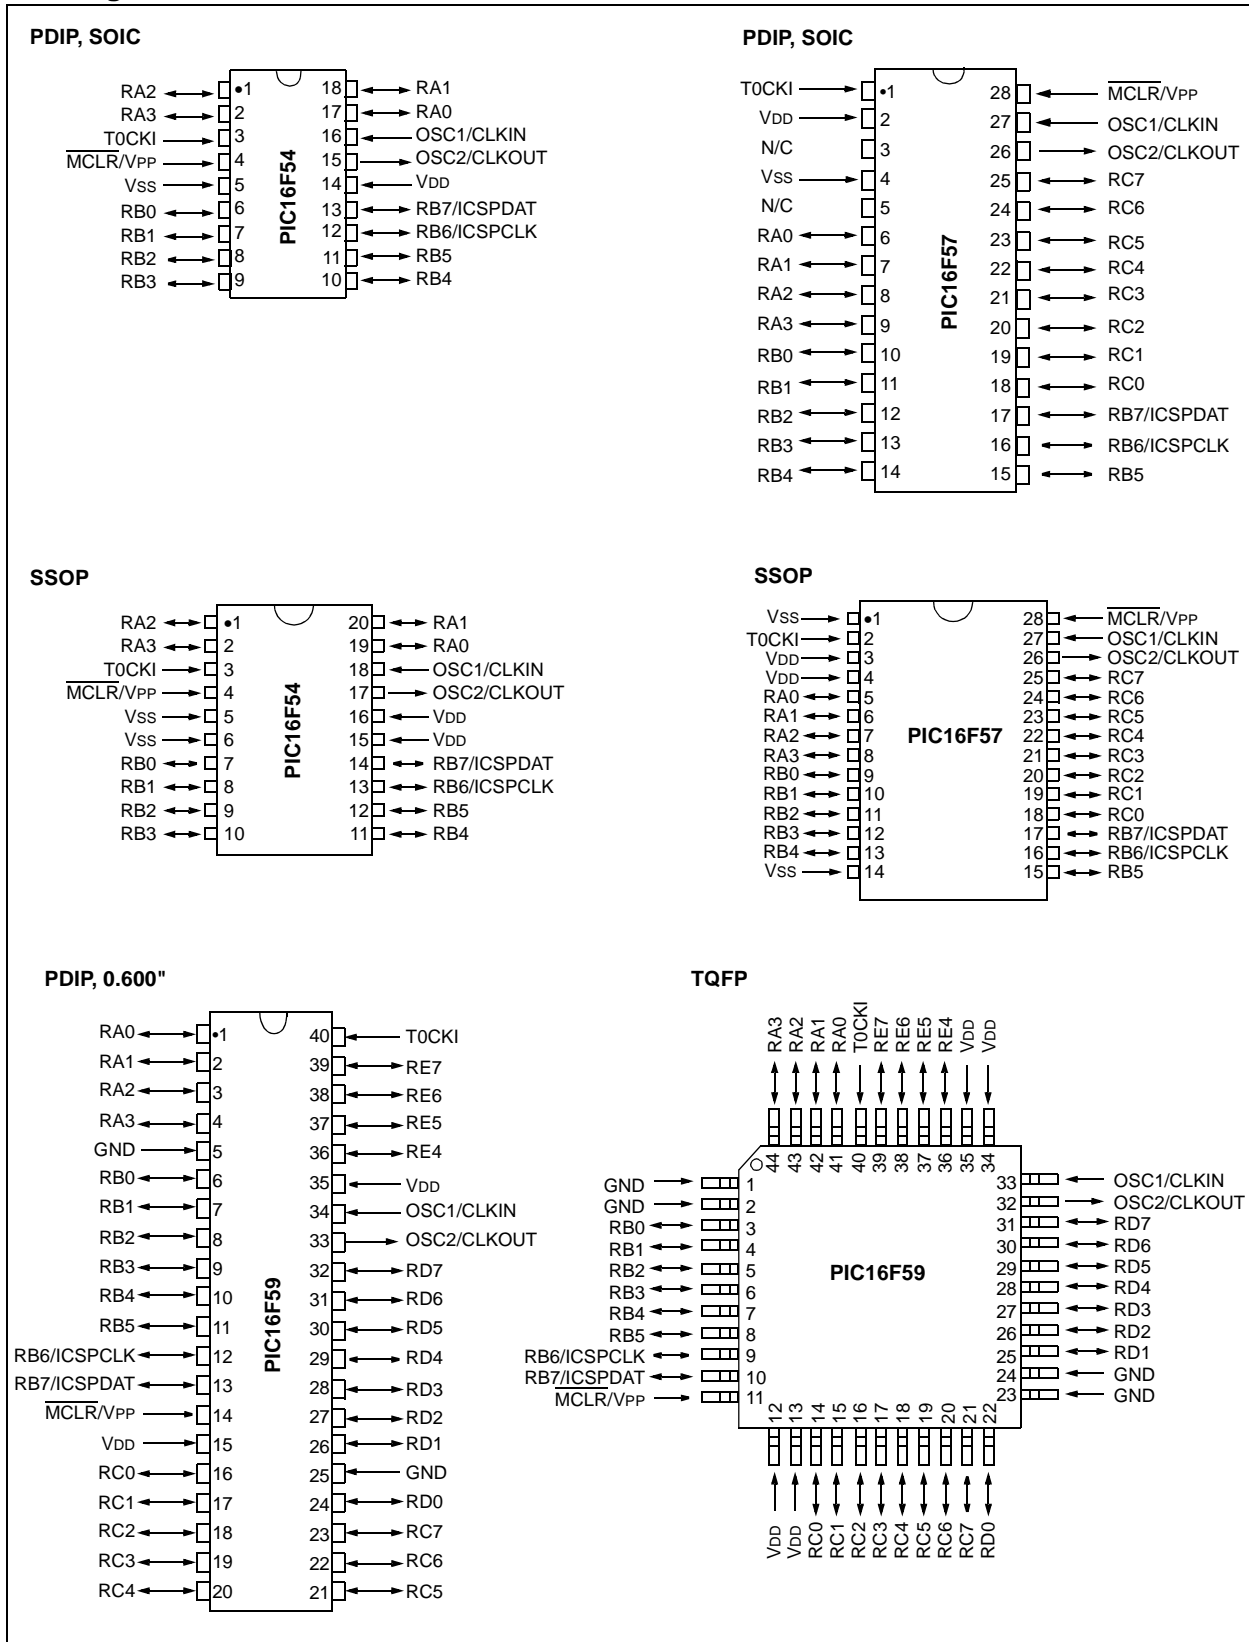 PDIP, SOIC
RA2 •1 18 RA1
RA3 2 17 RA0
T0CKI 3 16 OSC1/CLKIN
MCLR/VPP 4 15 OSC2/CLKOUT
VSS 5 14 VDD
RB0 6 13 RB7/ICSPDAT
RB1 7 12 RB6/ICSPCLK
RB2 8 11 RB5
RB3 9 10 RB4
PIC16F54
PDIP, SOIC
T0CKI •1 28 MCLR/VPP
VDD 2 27 OSC1/CLKIN
N/C 3 26 OSC2/CLKOUT
VSS 4 25 RC7
N/C 5 24 RC6
RA0 6 23 RC5
RA1 7 22 RC4
RA2 8 21 RC3
RA3 9 20 RC2
RB0 10 19 RC1
RB1 11 18 RC0
RB2 12 17 RB7/ICSPDAT
RB3 13 16 RB6/ICSPCLK
RB4 14 15 RB5
PIC16F57
SSOP
RA2 •1 20 RA1
RA3 2 19 RA0
T0CKI 3 18 OSC1/CLKIN
MCLR/VPP 4 17 OSC2/CLKOUT
VSS 5 16 VDD
VSS 6 15 VDD
RB0 7 14 RB7/ICSPDAT
RB1 8 13 RB6/ICSPCLK
RB2 9 12 RB5
RB3 10 11 RB4
PIC16F54
SSOP
VSS •1 28 MCLR/VPP
T0CKI 2 27 OSC1/CLKIN
VDD 3 26 OSC2/CLKOUT
VDD 4 25 RC7
RA0 5 24 RC6
RA1 6 23 RC5
RA2 7 22 RC4
RA3 8 21 RC3
RB0 9 20 RC2
RB1 10 19 RC1
RB2 11 18 RC0
RB3 12 17 RB7/ICSPDAT
RB4 13 16 RB6/ICSPCLK
VSS 14 15 RB5
PIC16F57
PDIP, 0.600"
RA0 •1 40 T0CKI
RA1 2 39 RE7
RA2 3 38 RE6
RA3 4 37 RE5
GND 5 36 RE4
RB0 6 35 VDD
RB1 7 34 OSC1/CLKIN
RB2 8 33 OSC2/CLKOUT
RB3 9 32 RD7
RB4 10 31 RD6
RB5 11 30 RD5
RB6/ICSPCLK 12 29 RD4
RB7/ICSPDAT 13 28 RD3
MCLR/VPP 14 27 RD2
VDD 15 26 RD1
RC0 16 25 GND
RC1 17 24 RD0
RC2 18 23 RC7
RC3 19 22 RC6
RC4 20 21 RC5
PIC16F59
TQFP
RA3 RA2 RA1 RA0 T0CKI RE7 RE6 RE5 RE4 VDD VDD
44 43 42 41 40 39 38 37 36 35 34
GND 1 33 OSC1/CLKIN
GND 2 32 OSC2/CLKOUT
RB0 3 31 RD7
RB1 4 30 RD6
RB2 5 29 RD5
RB3 6 28 RD4
RB4 7 27 RD3
RB5 8 26 RD2
RB6/ICSPCLK 9 25 RD1
RB7/ICSPDAT 10 24 GND
MCLR/VPP 11 23 GND
PIC16F59
12 13 14 15 16 17 18 19 20 21 22
VDD VDD RC0 RC1 RC2 RC3 RC4 RC5 RC6 RC7 RD0